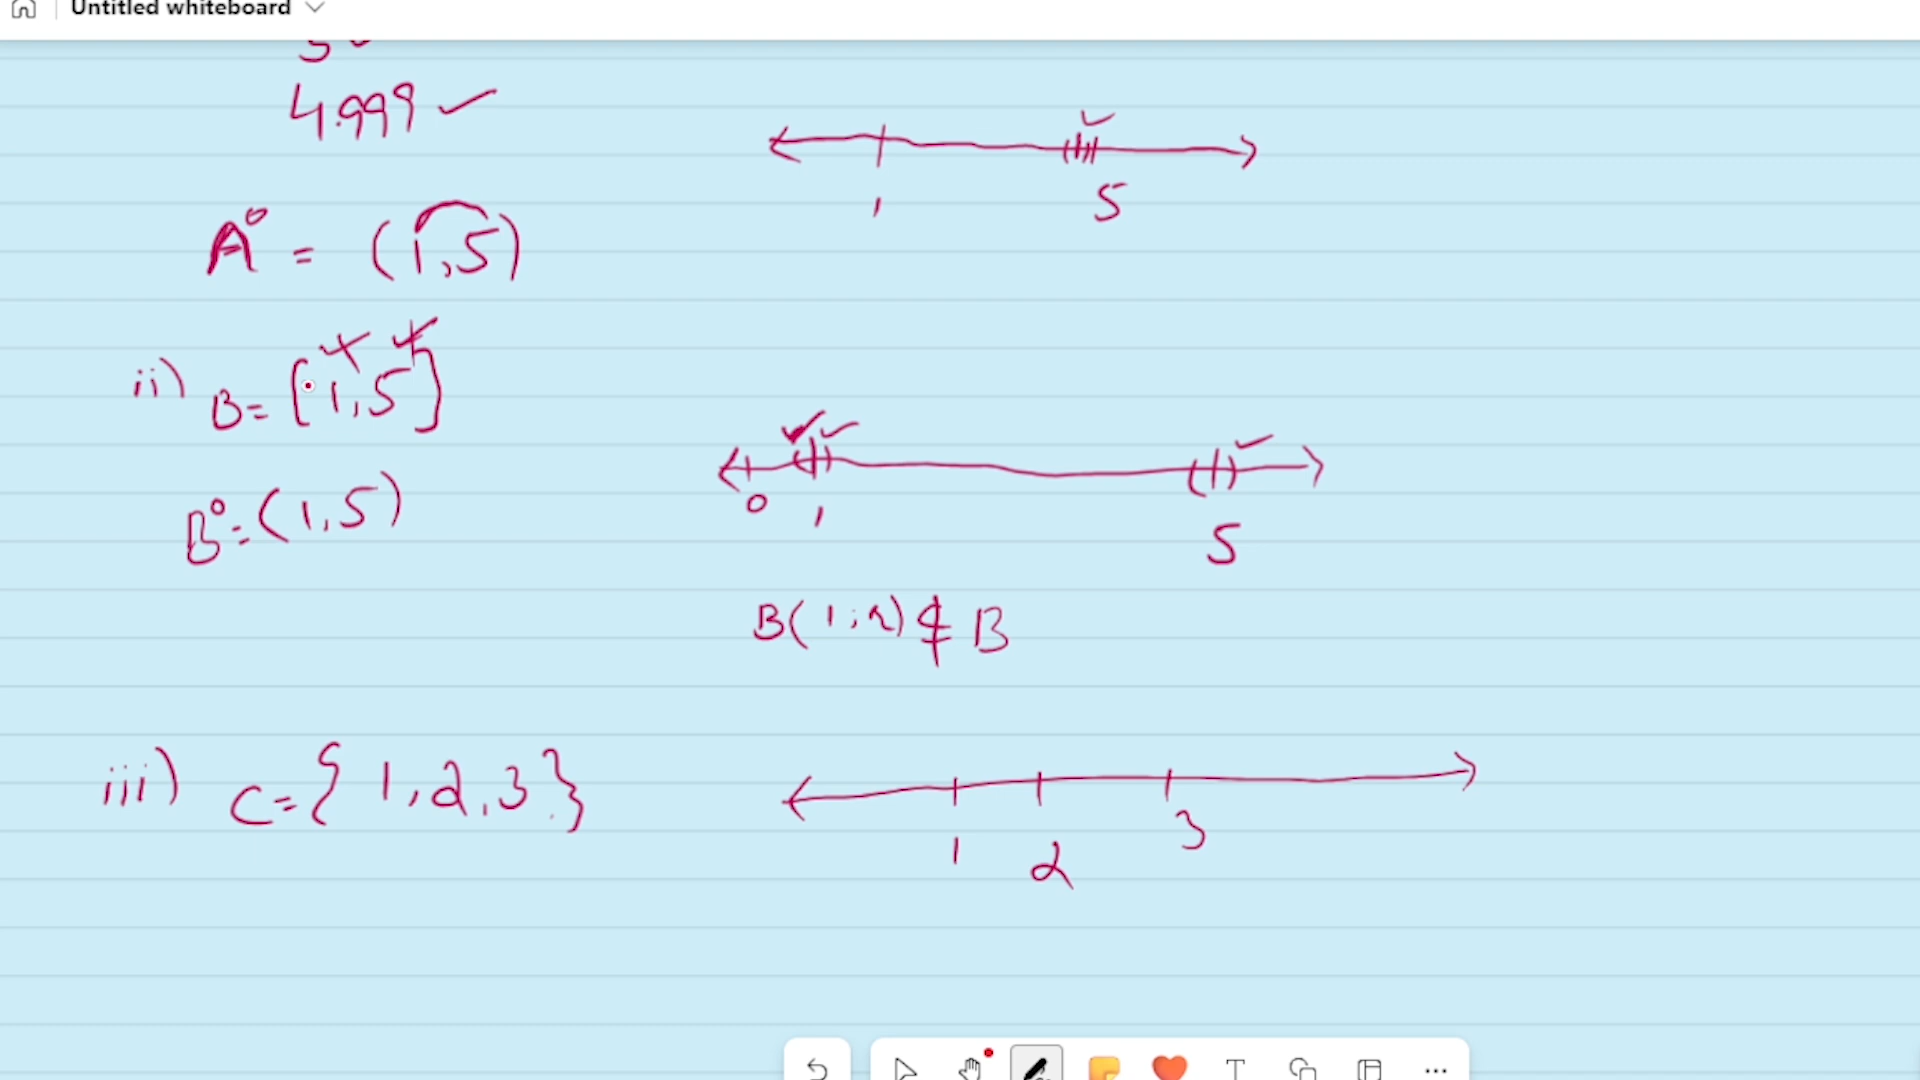 Untitled whiteboard
4.999 ✓
1 5
A° = (1,5)
ii) B = [1,5]
0 1 5
B° = (1,5)
B(1;r) ⊄ B
iii) C = { 1,2,3 }
1 2 3
T